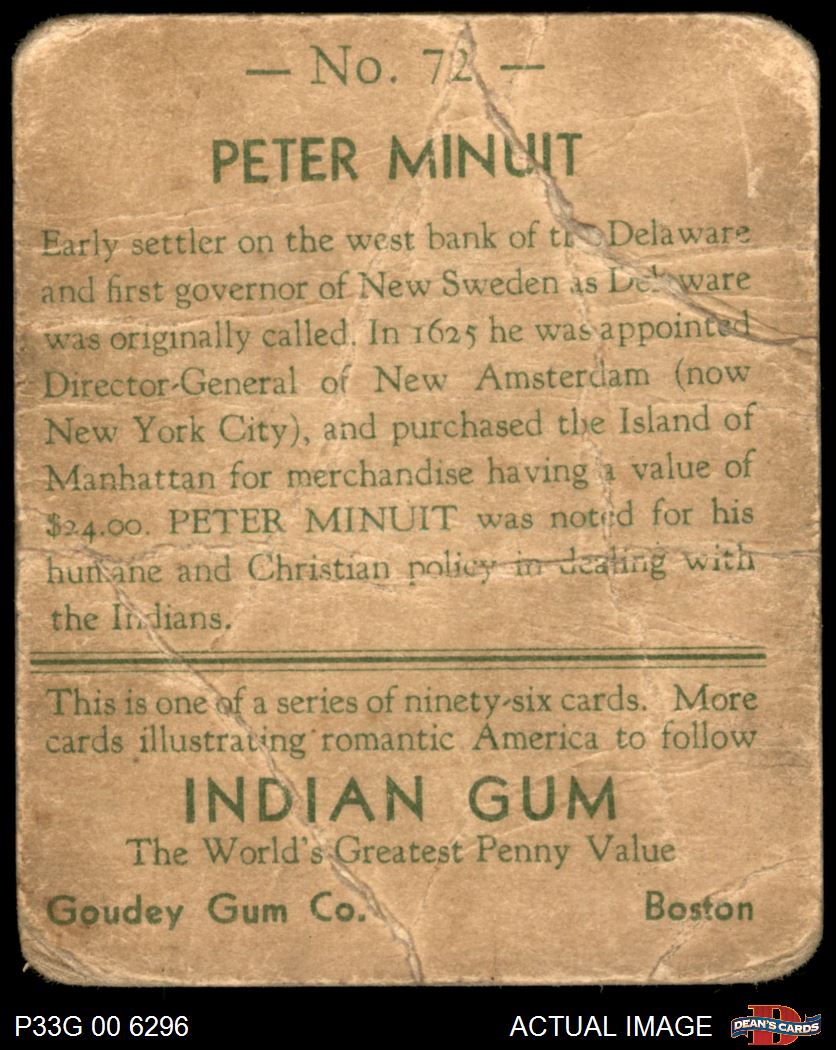 — No. 72 —
PETER MINUIT
Early settler on the west bank of the Delaware
and first governor of New Sweden as Delaware
was originally called. In 1625 he was appointed
Director-General of New Amsterdam (now
New York City), and purchased the Island of
Manhattan for merchandise having a value of
$24.00. PETER MINUIT was noted for his
humane and Christian policy in dealing with
the Indians.
This is one of a series of ninety-six cards. More
cards illustrating romantic America to follow
INDIAN GUM
The World's Greatest Penny Value
Goudey Gum Co. Boston
P33G 00 6296 ACTUAL IMAGE D DEAN'S CARDS